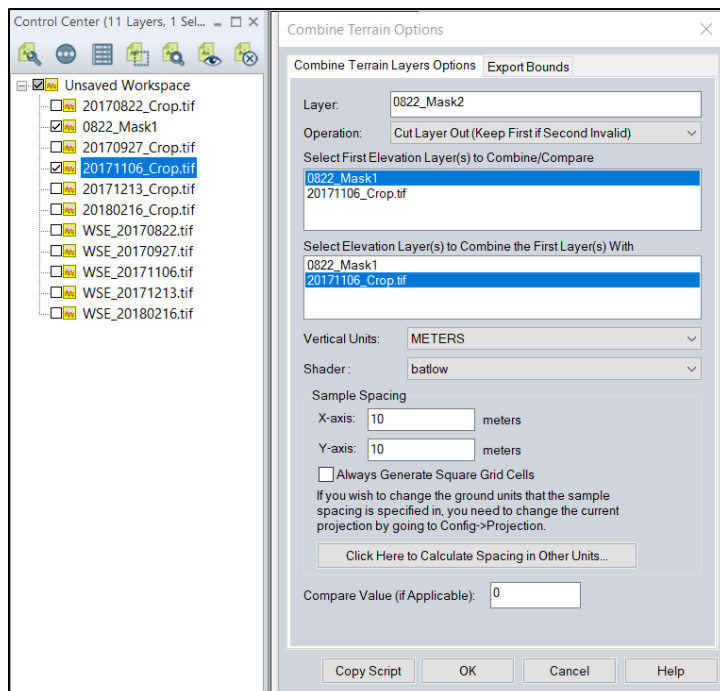 Control Center (11 Layers, 1 Sel...
Unsaved Workspace
20170822_Crop.tif
0822_Mask1
20170927_Crop.tif
20171106_Crop.tif
20171213_Crop.tif
20180216_Crop.tif
WSE_20170822.tif
WSE_20170927.tif
WSE_20171106.tif
WSE_20171213.tif
WSE_20180216.tif
Combine Terrain Options
Combine Terrain Layers Options
Export Bounds
Layer: 0822_Mask2
Operation: Cut Layer Out (Keep First if Second Invalid)
Select First Elevation Layer(s) to Combine/Compare
0822_Mask1
20171106_Crop.tif
Select Elevation Layer(s) to Combine the First Layer(s) With
0822_Mask1
20171106_Crop.tif
Vertical Units: METERS
Shader : batlow
Sample Spacing
X-axis: 10 meters
Y-axis: 10 meters
Always Generate Square Grid Cells
If you wish to change the ground units that the sample
spacing is specified in, you need to change the current
projection by going to Config->Projection.
Click Here to Calculate Spacing in Other Units...
Compare Value (if Applicable): 0
Copy Script
OK
Cancel
Help